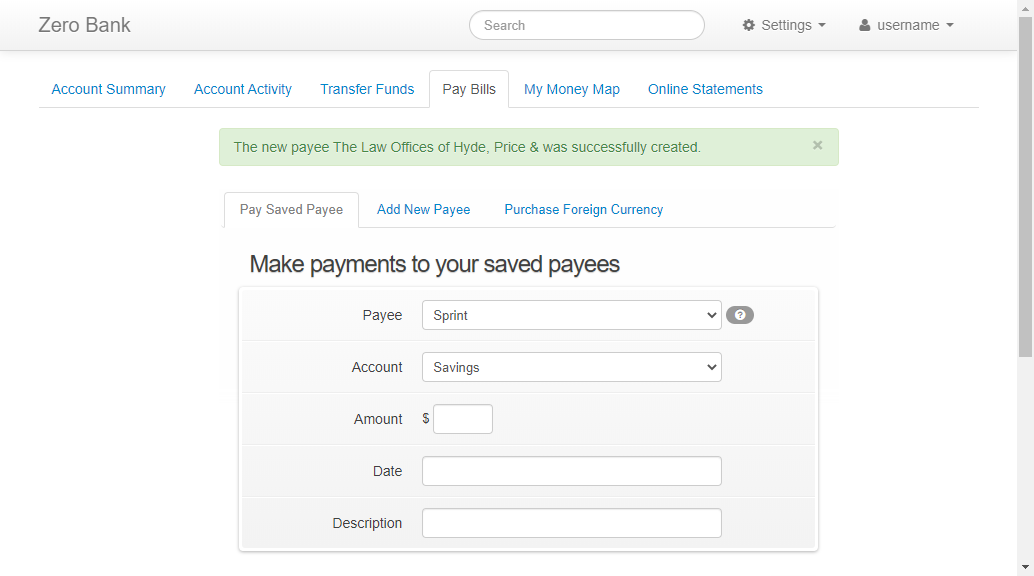 Zero Bank
Search
Settings
username
Account Summary
Account Activity
Transfer Funds
Pay Bills
My Money Map
Online Statements
The new payee The Law Offices of Hyde, Price & was successfully created.
×
Pay Saved Payee
Add New Payee
Purchase Foreign Currency
Make payments to your saved payees
Payee
Sprint
?
Account
Savings
Amount
$
Date
Description